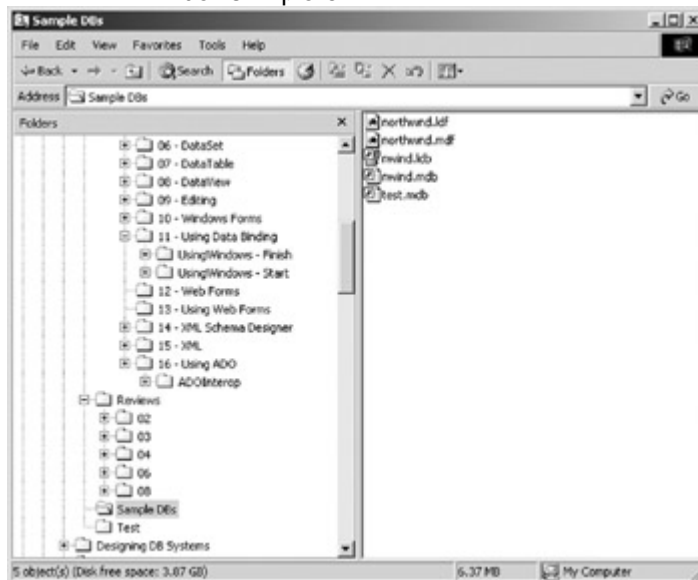 Sample DBs
File Edit View Favorites Tools Help
Back Search Folders
Address Sample DBs Go
Folders
06 - DataSet
07 - DataTable
08 - DataView
09 - Editing
10 - Windows Forms
11 - Using Data Binding
UsingWindows - Finish
UsingWindows - Start
12 - Web Forms
13 - Using Web Forms
14 - XML Schema Designer
15 - XML
16 - Using ADO
ADOInterop
Reviews
02
03
04
06
08
Sample DBs
Test
Designing DB Systems
northwnd.ldf
northwnd.mdf
nwind.ldb
nwind.mdb
test.mdb
5 object(s) (Disk free space: 3.87 GB) 6.37 MB My Computer